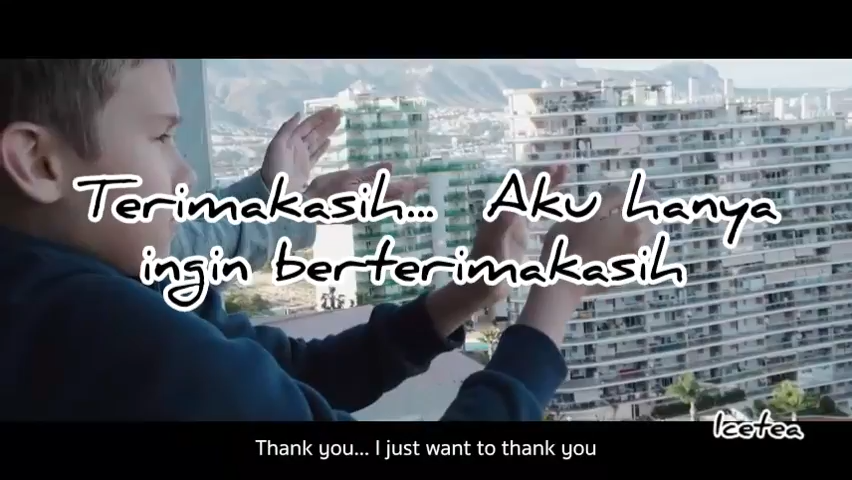 Terimakasih... Aku hanya
ingin berterimakasih
Icetea
Thank you... I just want to thank you